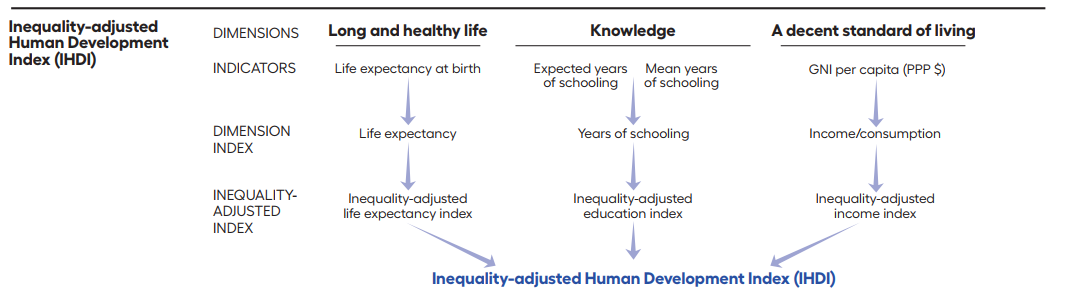 Inequality-adjusted
Human Development
Index (IHDI)
DIMENSIONS
Long and healthy life
Knowledge
A decent standard of living
INDICATORS
Life expectancy at birth
Expected years
of schooling
Mean years
of schooling
GNI per capita (PPP $)
DIMENSION
INDEX
Life expectancy
Years of schooling
Income/consumption
INEQUALITY-
ADJUSTED
INDEX
Inequality-adjusted
life expectancy index
Inequality-adjusted
education index
Inequality-adjusted
income index
Inequality-adjusted Human Development Index (IHDI)